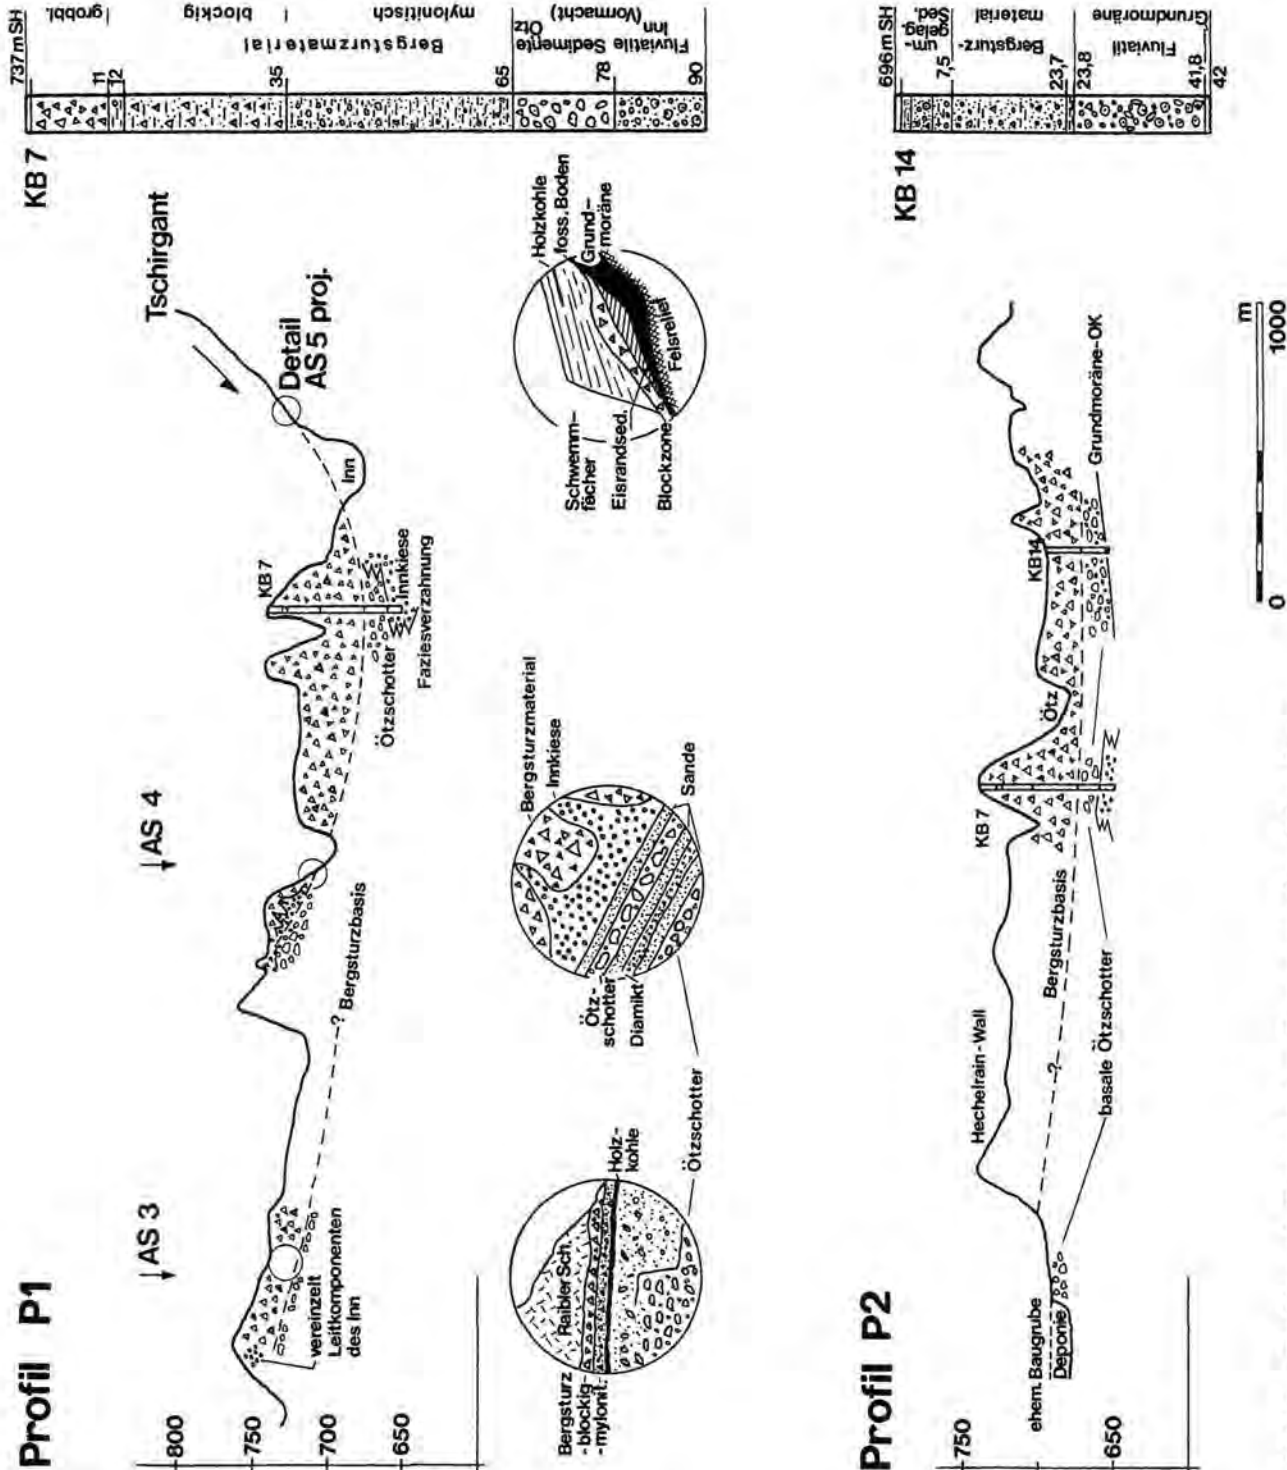 Profil P1
AS 3
AS 4
Tschirgant
Detail
AS 5 proj.
Inn
KB 7
Ötzschotter
Innkiese
Faziesverzahnung
? Bergsturzbasis
vereinzelt
Leitkomponenten
des Inn
800
750
700
650
KB 7
737 m SH
grobbl.
11
12
blockig
35
Bergsturzmaterial
mylonitisch
65
Ötz
78
Inn
(Vormacht)
Fluviatile Sedimente
90
Bergsturz
- blockig
- mylonit.
Raibler Sch.
Holz-
kohle
Ötzschotter
Bergsturzmaterial
Innkiese
Sande
Ötz-
schotter
Diamikt
Holzkohle
foss. Boden
Grund-
moräne
Schwemm-
fächer
Eisrandsed.
Blockzone
Felsrelief
Profil P2
750
650
ehem. Baugrube
Deponie
Hechelrain-Wall
? Bergsturzbasis
basale Ötzschotter
KB 7
Ötz
KB 14
Grundmoräne-OK
KB 14
696 m SH
um-
gelag.
Sed.
7,5
Bergsturz-
material
23,7
23,8
Fluviatil
41,8
Grundmoräne
42
m
0
1000